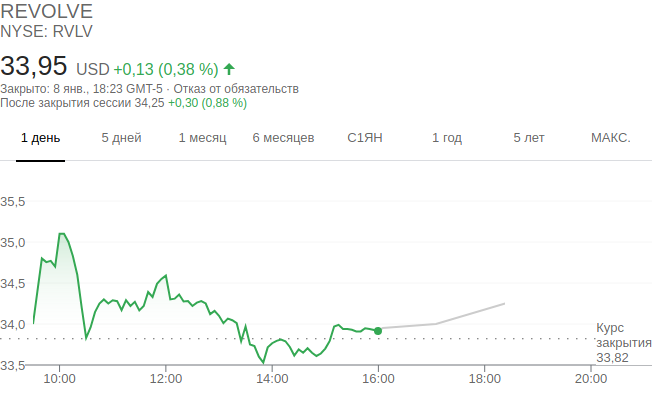 REVOLVE
NYSE: RVLV
33,95 USD +0,13 (0,38 %)
Закрыто: 8 янв., 18:23 GMT-5 · Отказ от обязательств
После закрытия сессии 34,25 +0,30 (0,88 %)
1 день 5 дней 1 месяц 6 месяцев С1ЯН 1 год 5 лет МАКС.
35,5
35,0
34,5
34,0
33,5
Курс
закрытия
33,82
10:00 12:00 14:00 16:00 18:00 20:00